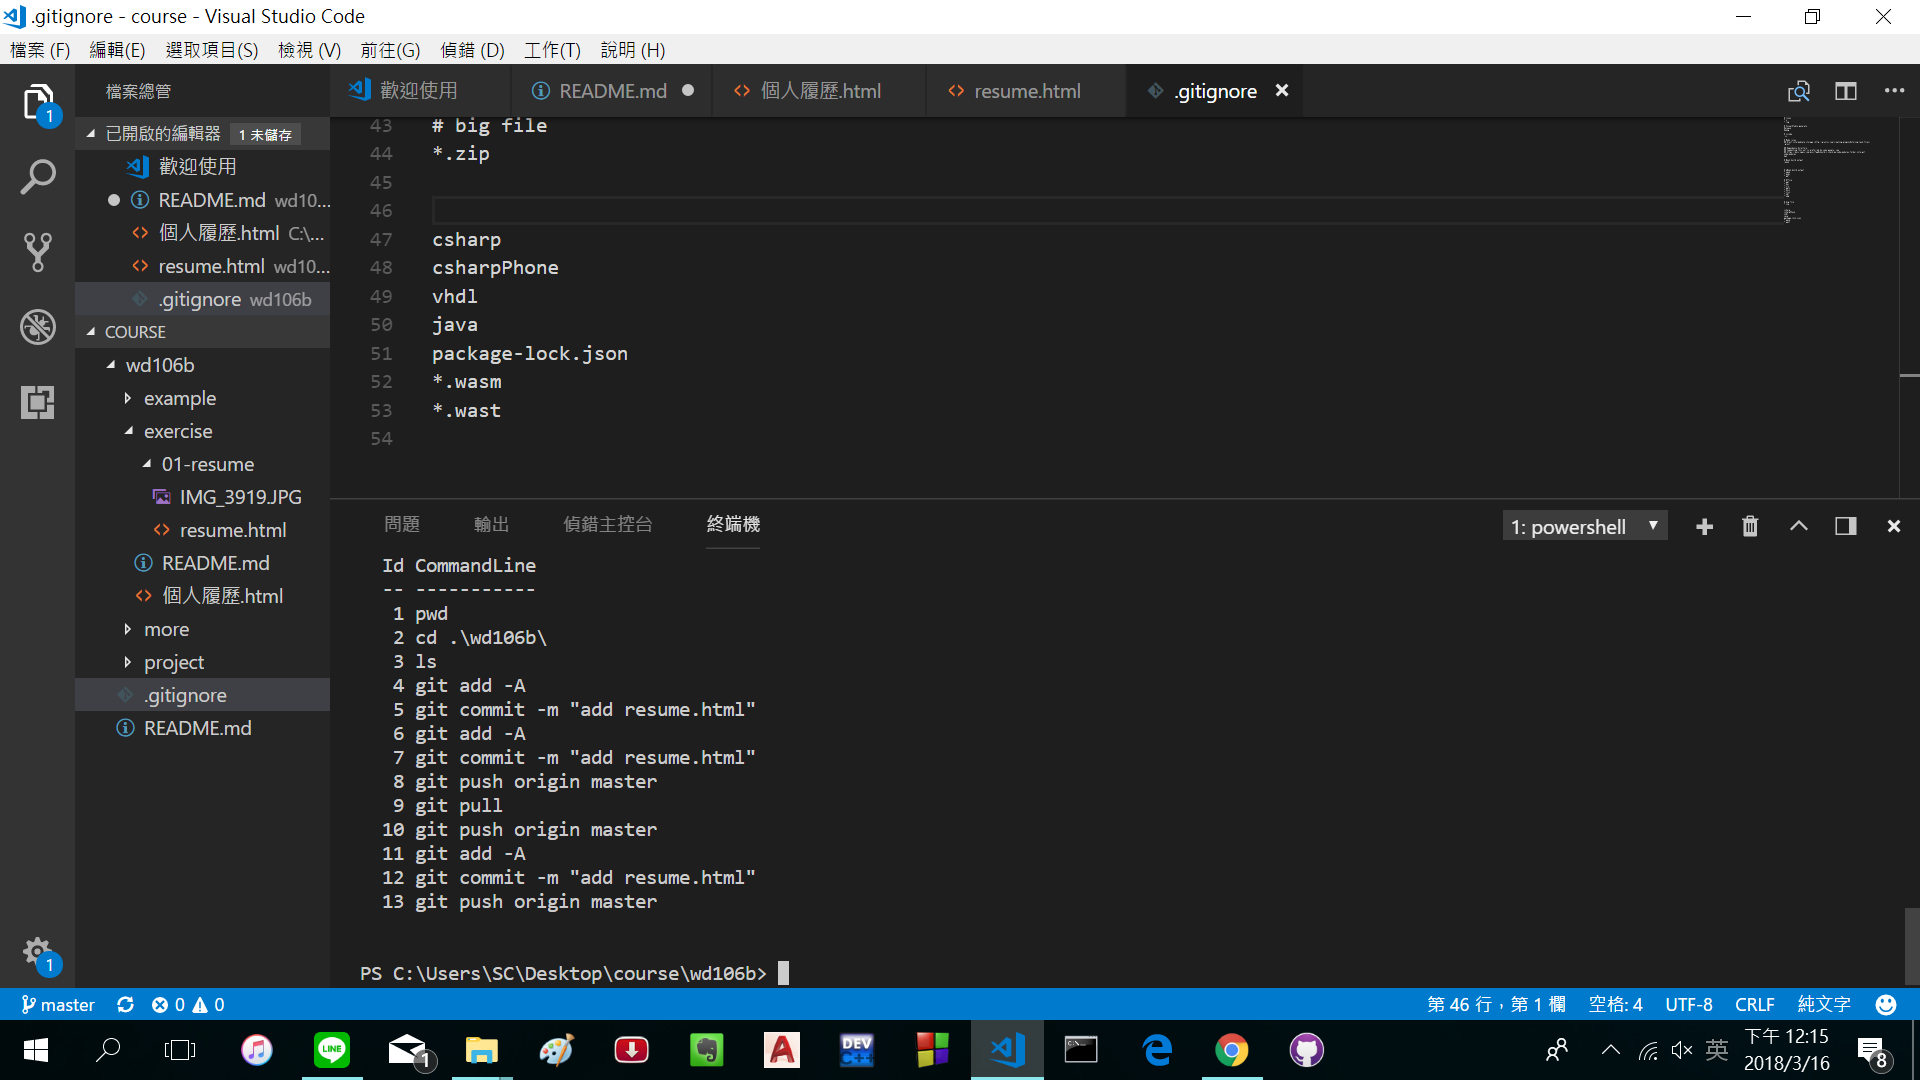 .gitignore - course - Visual Studio Code
檔案 (F) 編輯(E) 選取項目(S) 檢視 (V) 前往(G) 偵錯 (D) 工作(T) 說明 (H)
檔案總管
歡迎使用 README.md 個人履歷.html resume.html .gitignore
1
已開啟的編輯器 1 未儲存
歡迎使用
README.md wd10...
個人履歷.html C:\...
resume.html wd10...
.gitignore wd106b
COURSE
wd106b
example
exercise
01-resume
IMG_3919.JPG
resume.html
README.md
個人履歷.html
more
project
.gitignore
README.md
1
43 # big file
44 *.zip
45
46
47 csharp
48 csharpPhone
49 vhdl
50 java
51 package-lock.json
52 *.wasm
53 *.wast
54
問題 輸出 偵錯主控台 終端機 1: powershell
Id CommandLine
-- -----------
1 pwd
2 cd .\wd106b\
3 ls
4 git add -A
5 git commit -m "add resume.html"
6 git add -A
7 git commit -m "add resume.html"
8 git push origin master
9 git pull
10 git push origin master
11 git add -A
12 git commit -m "add resume.html"
13 git push origin master
PS C:\Users\SC\Desktop\course\wd106b>
master 0 0 第 46 行，第 1 欄 空格: 4 UTF-8 CRLF 純文字
LINE 1 A DEV C++ 英 下午 12:15
2018/3/16 8